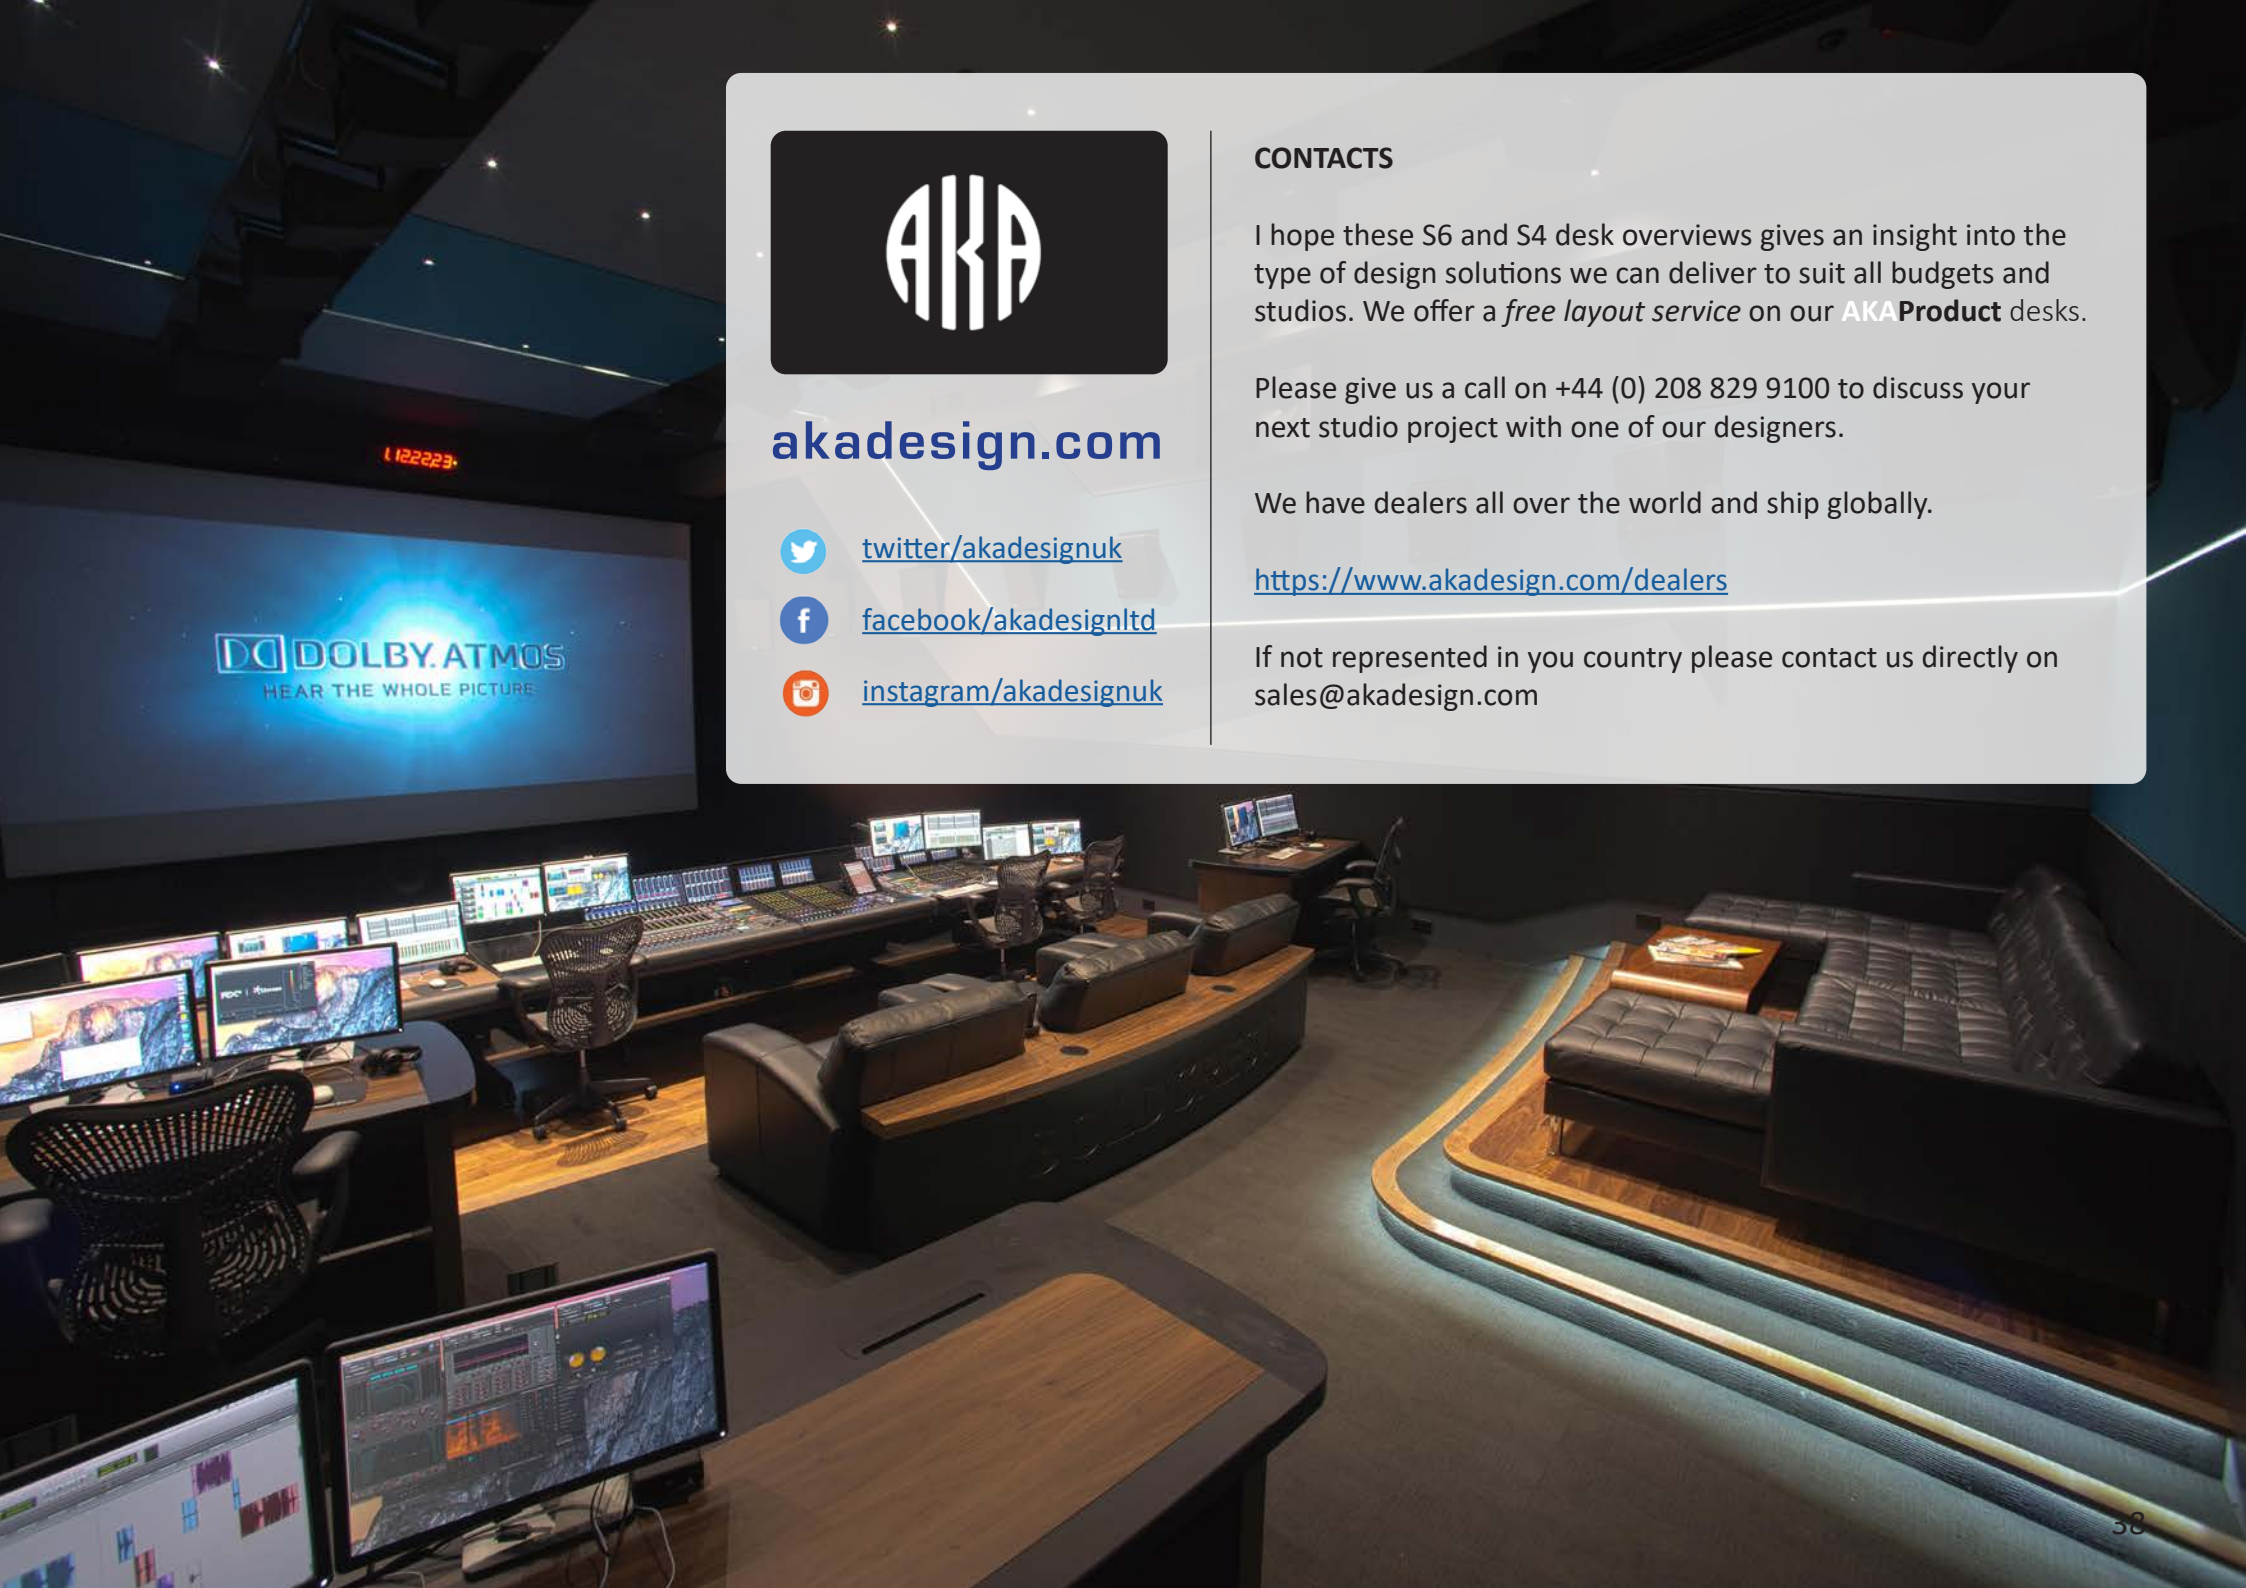 AKA
akadesign.com
twitter/akadesignuk
facebook/akadesignltd
instagram/akadesignuk
CONTACTS
I hope these S6 and S4 desk overviews gives an insight into the
type of design solutions we can deliver to suit all budgets and
studios. We offer a free layout service on our AKAProduct desks.
Please give us a call on +44 (0) 208 829 9100 to discuss your
next studio project with one of our designers.
We have dealers all over the world and ship globally.
https://www.akadesign.com/dealers
If not represented in you country please contact us directly on
sales@akadesign.com
DOLBY ATMOS
HEAR THE WHOLE PICTURE
38